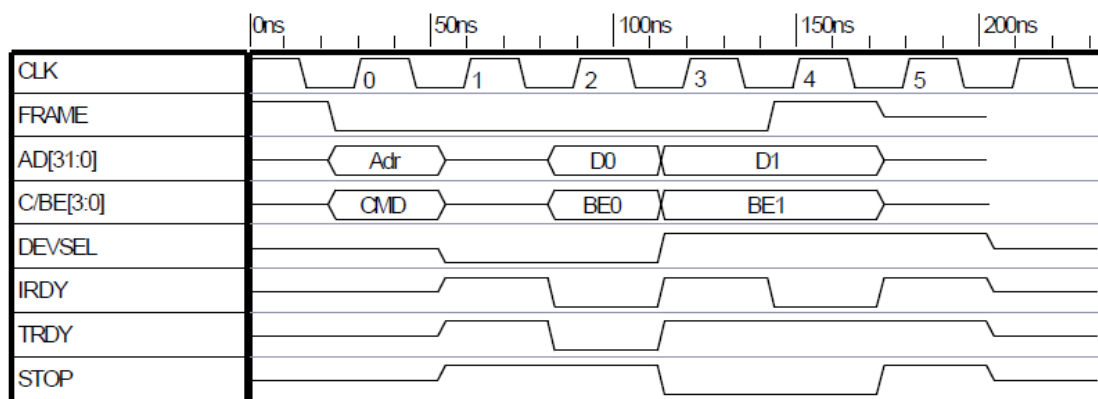 0ns 50ns 100ns 150ns 200ns
CLK 0 1 2 3 4 5
FRAME
AD[31:0] Adr D0 D1
C/BE[3:0] CMD BE0 BE1
DEVSEL
IRDY
TRDY
STOP